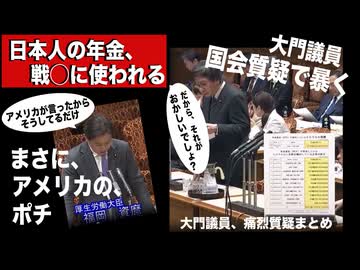 日本人の年金、
戦◯に使われる
大門議員
国会質疑で暴く
アメリカが言ったから
そうしてるだけ
だから、それが
おかしいでしょ?
まさに、
アメリカの、
ポチ
厚生労働大臣
福岡 資麿
大門議員、痛烈質疑まとめ